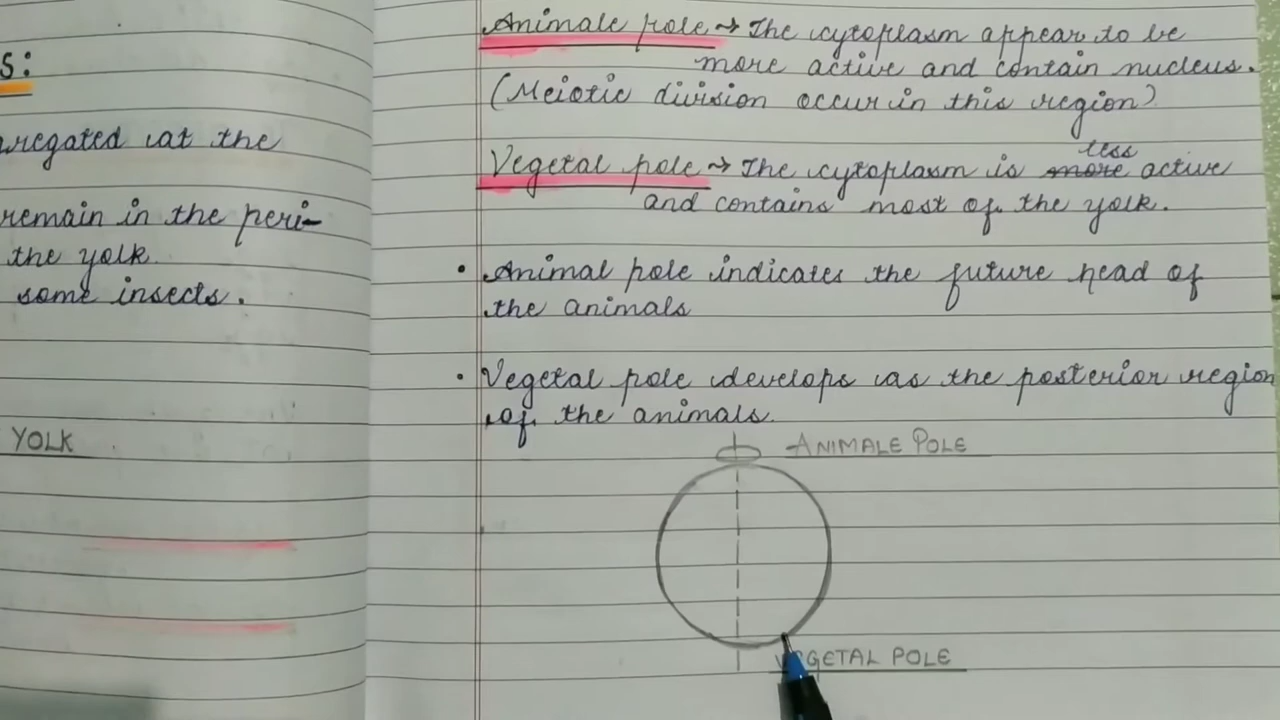 s:
regated at the
remain in the peri-
the yolk
some insects.
YOLK
Animale pole → The cytoplasm appear to be
more active and contain nucleus.
(Meiotic division occur in this region)
less
Vegetal pole → The cytoplasm is more active
and contains most of the yolk.
• Animal pole indicates the future head of
the animals
• Vegetal pole develops as the posterior region
of the animals.
ANIMALE POLE
VEGETAL POLE